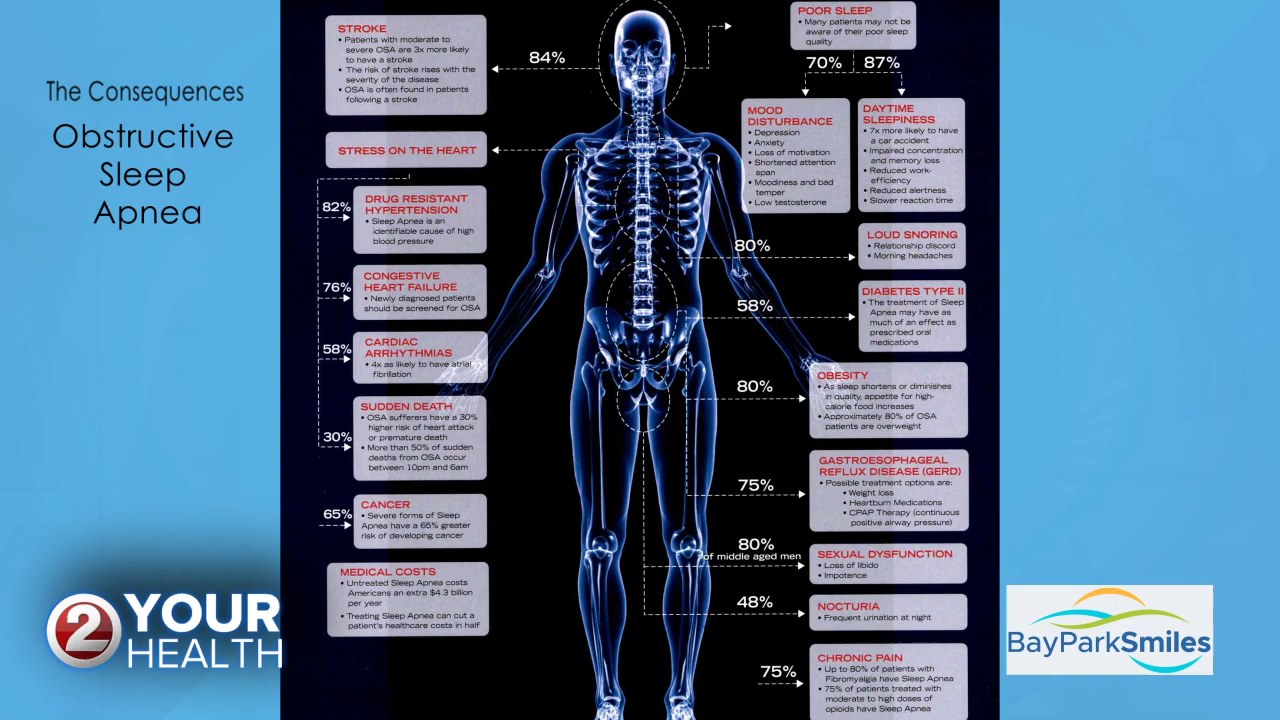 The Consequences
Obstructive
Sleep
Apnea
STROKE
• Patients with moderate to
severe OSA are 3x more likely
to have a stroke
• The risk of stroke rises with the
severity of the disease
• OSA is often found in patients
following a stroke
84%
STRESS ON THE HEART
82%
DRUG RESISTANT
HYPERTENSION
• Sleep Apnea is an
identifiable cause of high
blood pressure
76%
CONGESTIVE
HEART FAILURE
• Newly diagnosed patients
should be screened for OSA
58%
CARDIAC
ARRHYTHMIAS
• 4x as likely to have atrial
fibrillation
30%
SUDDEN DEATH
• OSA sufferers have a 30%
higher risk of heart attack
or premature death
• More than 50% of sudden
deaths from OSA occur
between 10pm and 6am
65%
CANCER
• Severe forms of Sleep
Apnea have a 65% greater
risk of developing cancer
MEDICAL COSTS
• Untreated Sleep Apnea costs
Americans an extra $4.3 billion
per year
• Treating Sleep Apnea can cut a
patient's healthcare costs in half
POOR SLEEP
• Many patients may not be
aware of their poor sleep
quality
70%
87%
MOOD
DISTURBANCE
• Depression
• Anxiety
• Loss of motivation
• Shortened attention
span
• Moodiness and bad
temper
• Low testosterone
DAYTIME
SLEEPINESS
• 7x more likely to have
a car accident
• Impaired concentration
and memory loss
• Reduced work-
efficiency
• Reduced alertness
• Slower reaction time
80%
LOUD SNORING
• Relationship discord
• Morning headaches
58%
DIABETES TYPE II
• The treatment of Sleep
Apnea may have as
much of an effect as
prescribed oral
medications
80%
OBESITY
• As sleep shortens or diminishes
in quality, appetite for high-
calorie food increases
• Approximately 80% of OSA
patients are overweight
75%
GASTROESOPHAGEAL
REFLUX DISEASE (GERD)
• Possible treatment options are:
• Weight loss
• Heartburn Medications
• CPAP Therapy (continuous
positive airway pressure)
80%
of middle aged men
SEXUAL DYSFUNCTION
• Loss of libido
• Impotence
48%
NOCTURIA
• Frequent urination at night
75%
CHRONIC PAIN
• Up to 80% of patients with
Fibromyalgia have Sleep Apnea
• 75% of patients treated with
moderate to high doses of
opioids have Sleep Apnea
2 YOUR
HEALTH
BayParkSmiles